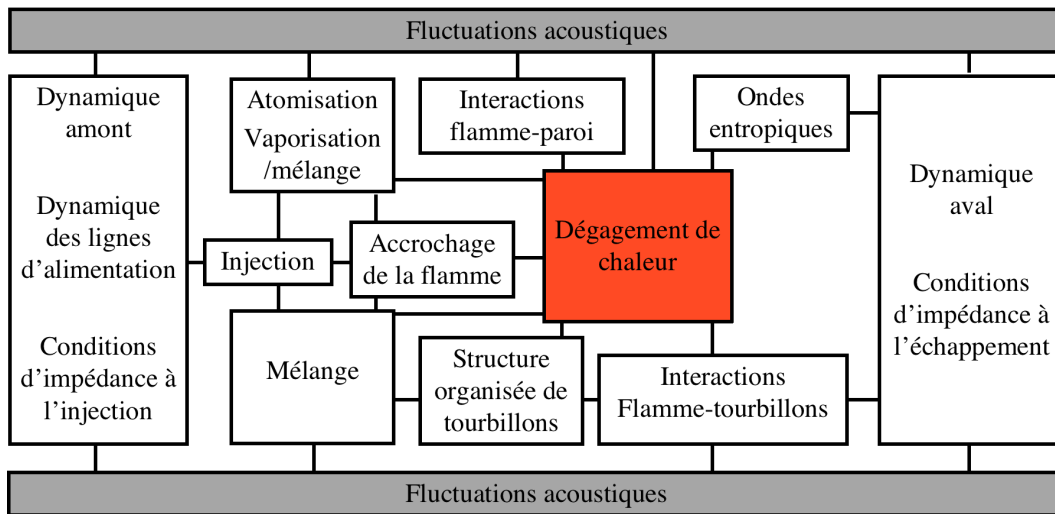 Fluctuations acoustiques
Dynamique
amont
Dynamique
des lignes
d’alimentation
Conditions
d’impédance à
l’injection
Atomisation
Vaporisation
/mélange
Interactions
flamme-paroi
Ondes
entropiques
Injection
Accrochage
de la flamme
Dégagement de
chaleur
Mélange
Structure
organisée de
tourbillons
Interactions
Flamme-tourbillons
Dynamique
aval
Conditions
d’impédance à
l’échappement
Fluctuations acoustiques